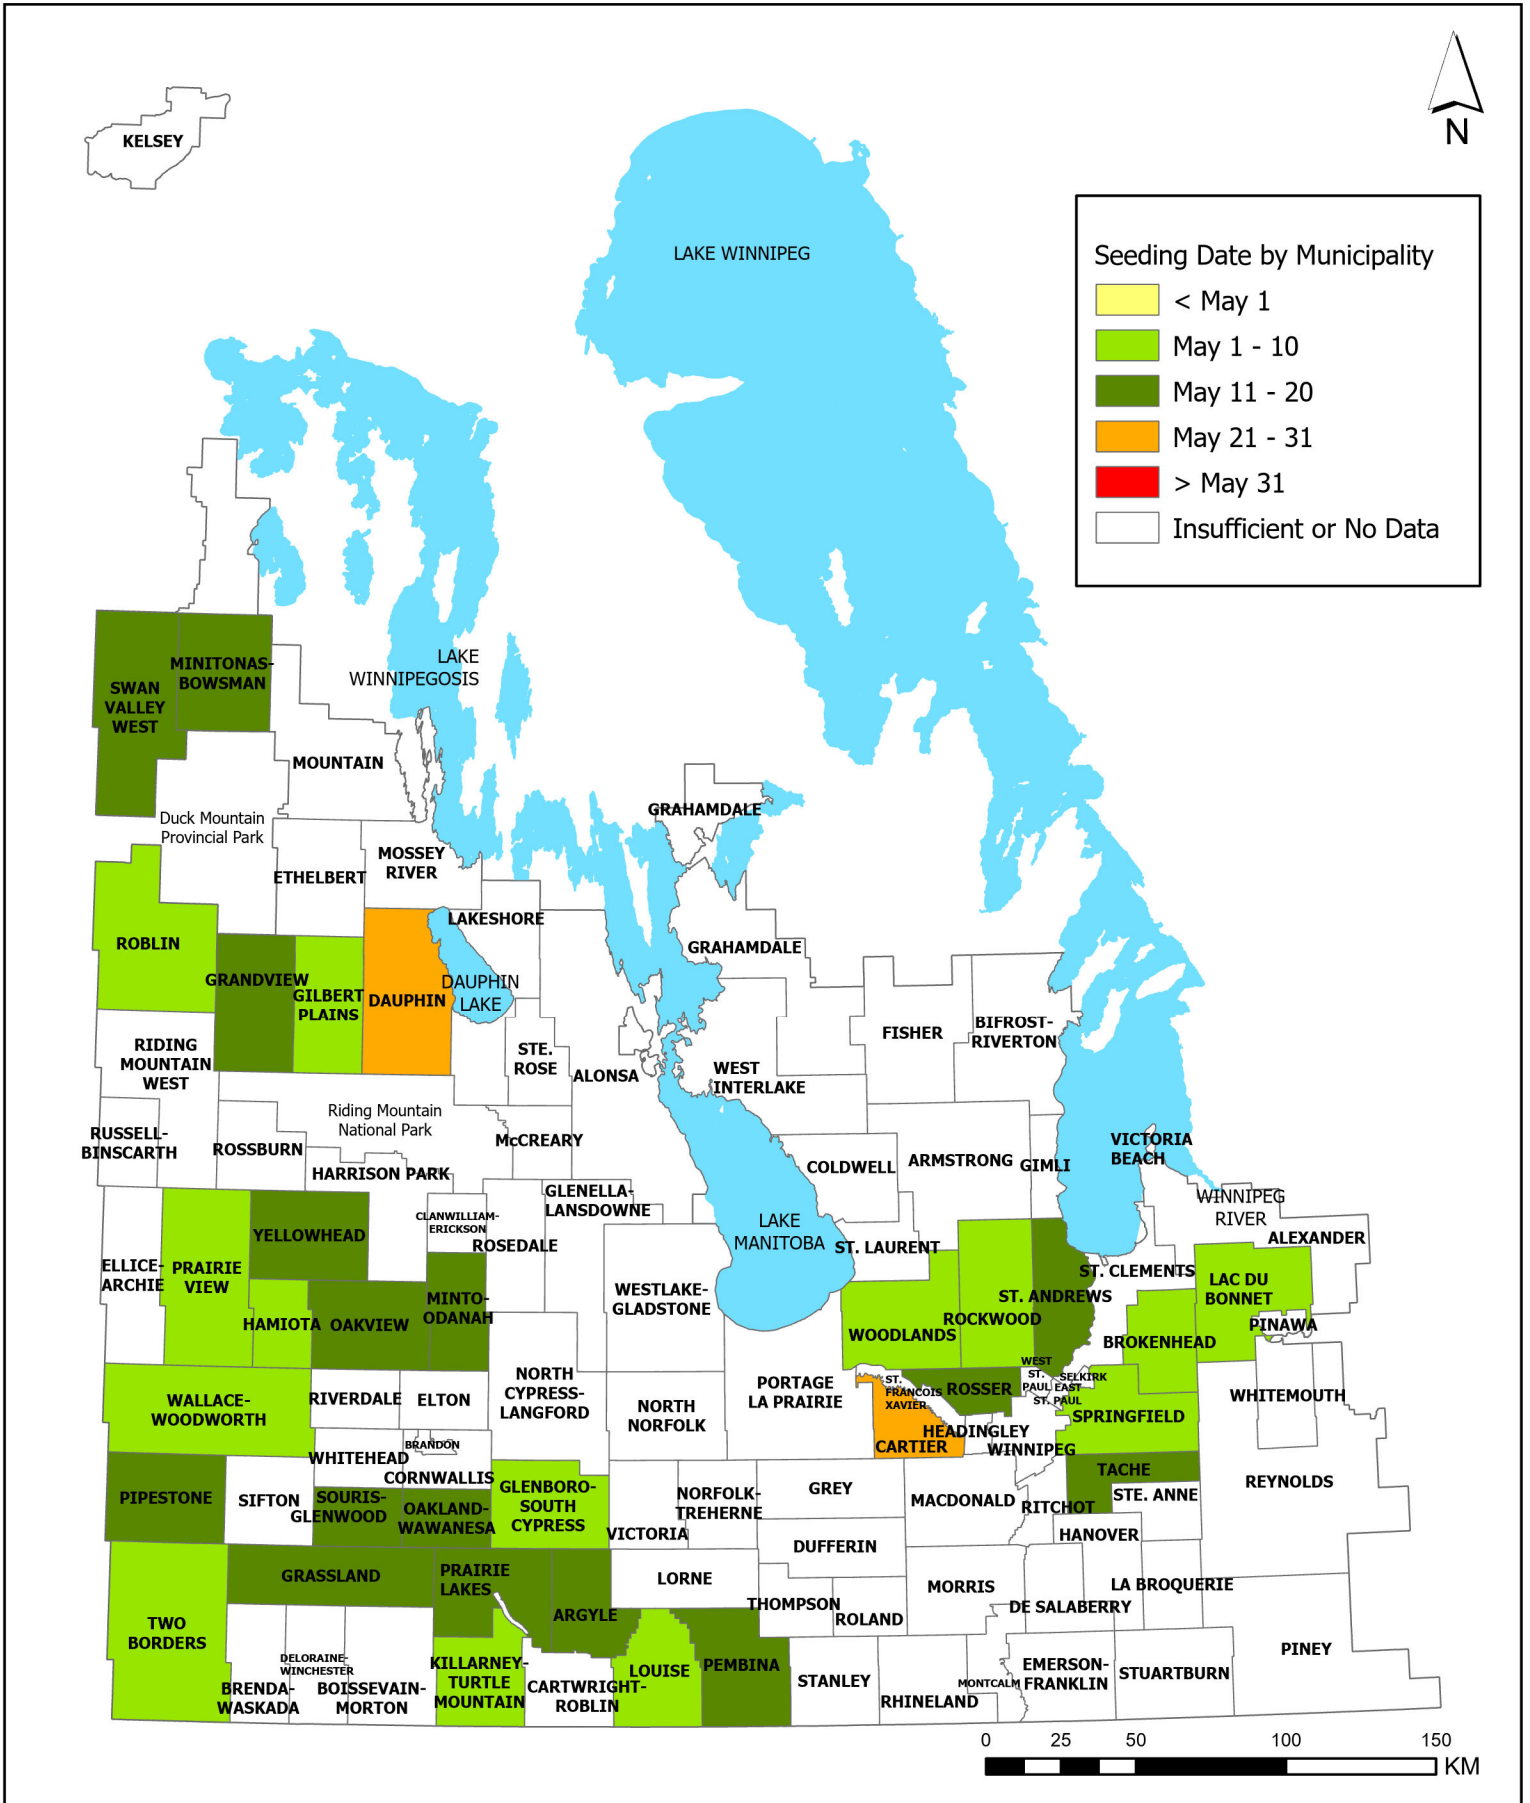 N
KELSEY
LAKE WINNIPEG
Seeding Date by Municipality
< May 1
May 1 - 10
May 11 - 20
May 21 - 31
> May 31
Insufficient or No Data
LAKE
WINNIPEGOSIS
MINITONAS-
BOWSMAN
SWAN
VALLEY
WEST
MOUNTAIN
Duck Mountain
Provincial Park
GRAHAMDALE
MOSSEY
RIVER
ETHELBERT
LAKESHORE
ROBLIN
GRAHAMDALE
GRANDVIEW
GILBERT
PLAINS
DAUPHIN
DAUPHIN
LAKE
RIDING
MOUNTAIN
WEST
STE.
ROSE
ALONSA
WEST
INTERLAKE
FISHER
BIFROST-
RIVERTON
Riding Mountain
National Park
RUSSELL-
BINSCARTH
ROSSBURN
HARRISON PARK
McCREARY
COLDWELL
ARMSTRONG
GIMLI
VICTORIA
BEACH
WINNIPEG
RIVER
ALEXANDER
GLENELLA-
LANSDOWNE
CLANWILLIAM-
ERICKSON
ROSEDALE
YELLOWHEAD
LAKE
MANITOBA
ST. LAURENT
ELLICE-
ARCHIE
PRAIRIE
VIEW
MINTO-
ODANAH
HAMIOTA
OAKVIEW
WESTLAKE-
GLADSTONE
ST. CLEMENTS
LAC DU
BONNET
ST. ANDREWS
ROCKWOOD
WOODLANDS
BROKENHEAD
PINAWA
WALLACE-
WOODWORTH
RIVERDALE
ELTON
NORTH
CYPRESS-
LANGFORD
NORTH
NORFOLK
PORTAGE
LA PRAIRIE
ST.
FRANCOIS
XAVIER
ROSSER
WEST
ST.
PAUL
SELKIRK
EAST
ST. PAUL
SPRINGFIELD
WHITEMOUTH
HEADINGLEY
CARTIER
WINNIPEG
WHITEHEAD
BRANDON
CORNWALLIS
PIPESTONE
SIFTON
SOURIS-
GLENWOOD
OAKLAND-
WAWANESA
GLENBORO-
SOUTH
CYPRESS
VICTORIA
NORFOLK-
TREHERNE
GREY
MACDONALD
RITCHOT
TACHE
STE. ANNE
REYNOLDS
HANOVER
DUFFERIN
GRASSLAND
PRAIRIE
LAKES
ARGYLE
LORNE
THOMPSON
ROLAND
MORRIS
DE SALABERRY
LA BROQUERIE
TWO
BORDERS
BRENDA-
WASKADA
DELORAINE-
WINCHESTER
BOISSEVAIN-
MORTON
KILLARNEY-
TURTLE
MOUNTAIN
CARTWRIGHT-
ROBLIN
LOUISE
PEMBINA
STANLEY
RHINELAND
MONTCALM
EMERSON-
FRANKLIN
STUARTBURN
PINEY
0 25 50 100 150
KM